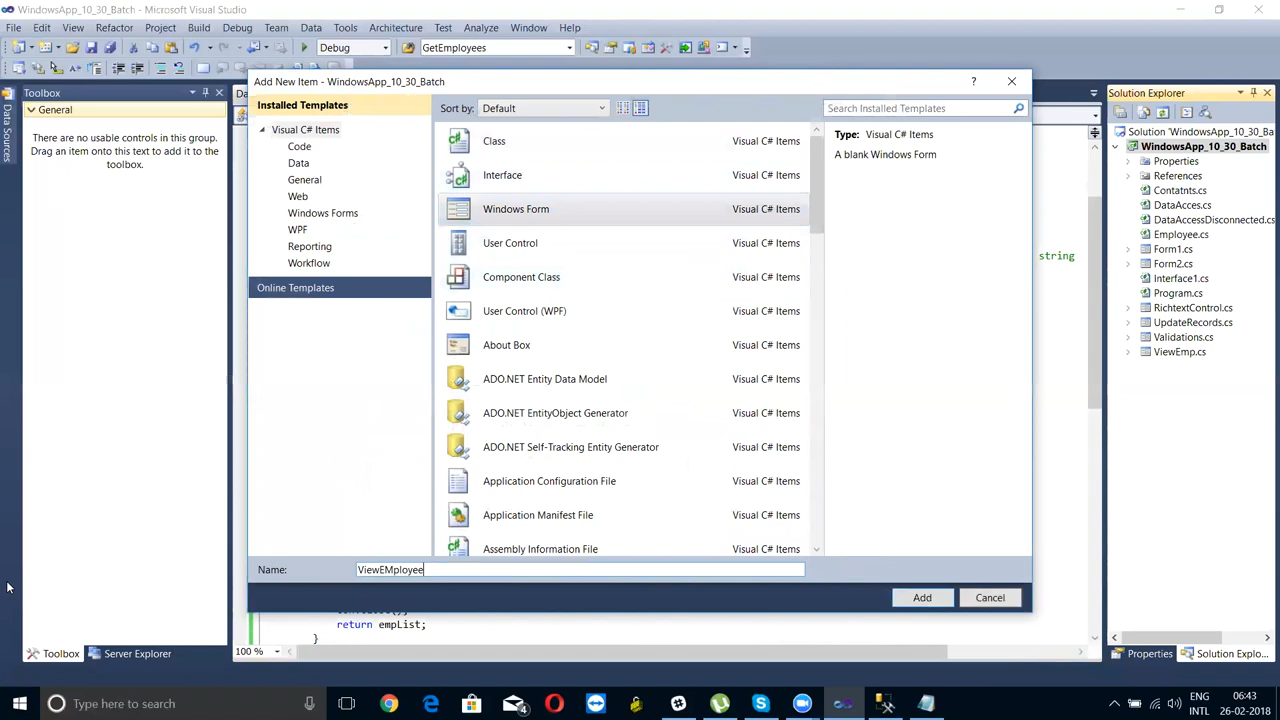 WindowsApp_10_30_Batch - Microsoft Visual Studio
File Edit View Refactor Project Build Debug Team Data Tools Architecture Test Analyze Window Help
Debug GetEmployees
Toolbox
General
There are no usable controls in this group.
Drag an item onto this text to add it to the
toolbox.
Data Sources
Add New Item - WindowsApp_10_30_Batch
Installed Templates
Visual C# Items
Code
Data
General
Web
Windows Forms
WPF
Reporting
Workflow
Online Templates
Sort by: Default
Search Installed Templates
Class Visual C# Items
Interface Visual C# Items
Windows Form Visual C# Items
User Control Visual C# Items
Component Class Visual C# Items
User Control (WPF) Visual C# Items
About Box Visual C# Items
ADO.NET Entity Data Model Visual C# Items
ADO.NET EntityObject Generator Visual C# Items
ADO.NET Self-Tracking Entity Generator Visual C# Items
Application Configuration File Visual C# Items
Application Manifest File Visual C# Items
Assembly Information File Visual C# Items
Type: Visual C# Items
A blank Windows Form
Name: ViewEMployee
Add Cancel
string
return empList;
}
100 %
Solution Explorer
Solution 'WindowsApp_10_30_Ba
WindowsApp_10_30_Batch
Properties
References
Contatnts.cs
DataAcces.cs
DataAccessDisconnected.cs
Employee.cs
Form1.cs
Form2.cs
Interface1.cs
Program.cs
RichtextControl.cs
UpdateRecords.cs
Validations.cs
ViewEmp.cs
Toolbox Server Explorer
Properties Solution Explo...
Type here to search
4
ENG
INTL
06:43
26-02-2018